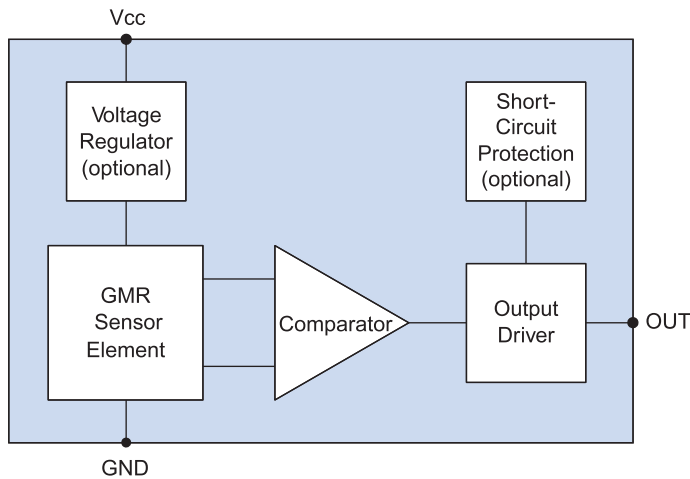 Vcc
Voltage
Regulator
(optional)
Short-
Circuit
Protection
(optional)
GMR
Sensor
Element
Comparator
Output
Driver
OUT
GND